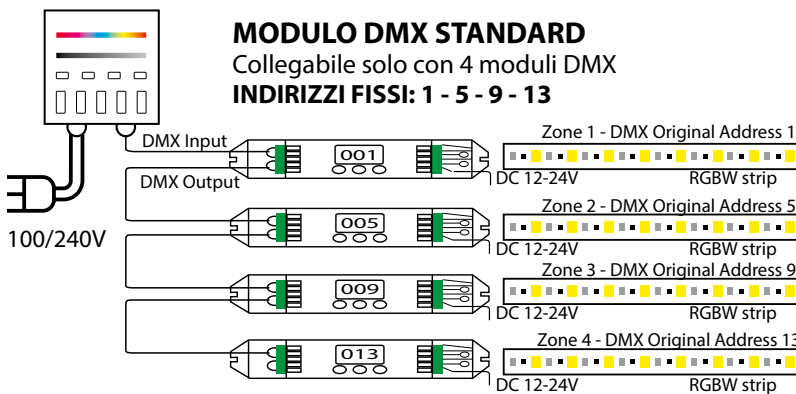 MODULO DMX STANDARD
Collegabile solo con 4 moduli DMX
INDIRIZZI FISSI: 1 - 5 - 9 - 13
DMX Input
DMX Output
100/240V
001
Zone 1 - DMX Original Address 1
DC 12-24V
RGBW strip
005
Zone 2 - DMX Original Address 5
DC 12-24V
RGBW strip
009
Zone 3 - DMX Original Address 9
DC 12-24V
RGBW strip
013
Zone 4 - DMX Original Address 13
DC 12-24V
RGBW strip